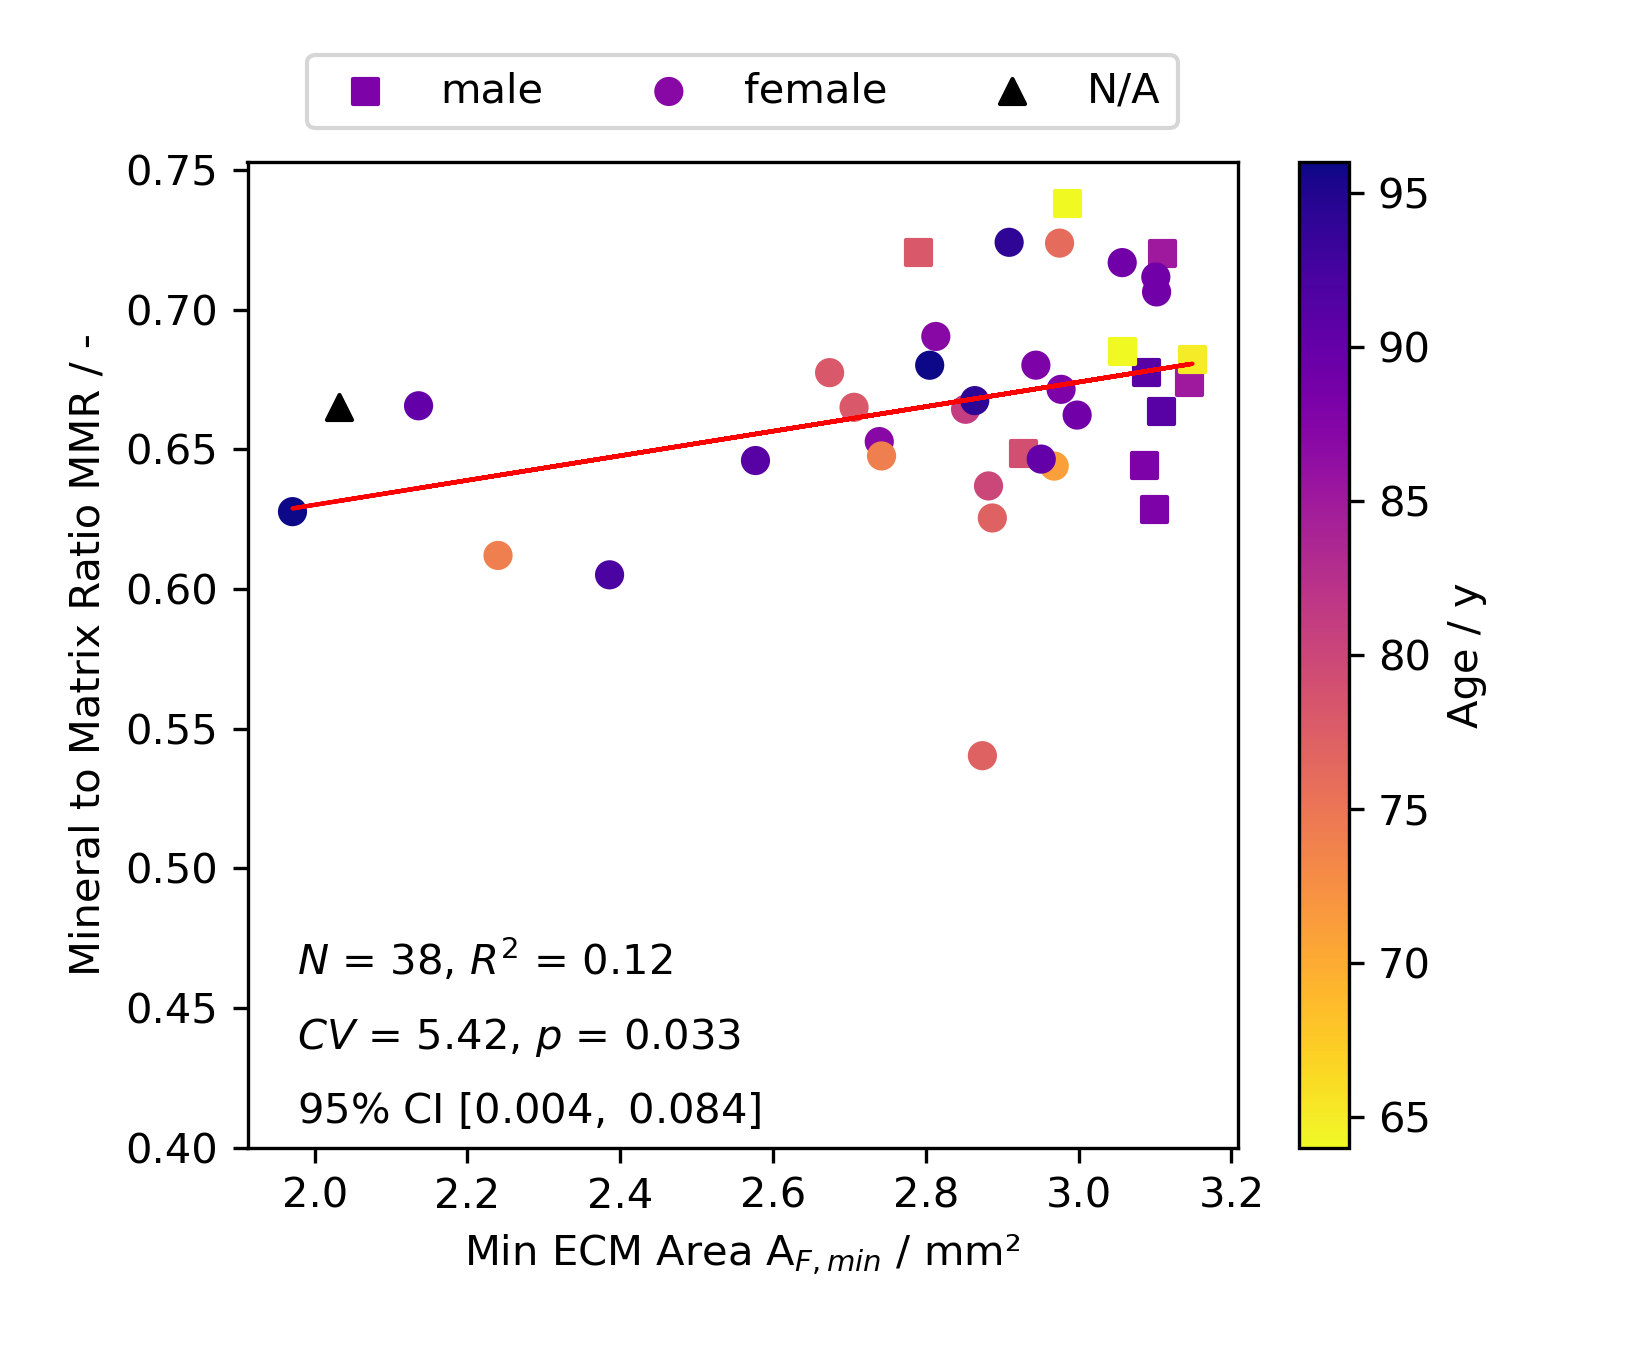 male female N/A
0.75
0.70
0.65
0.60
0.55
0.50
0.45
0.40
Mineral to Matrix Ratio MMR / -
N = 38, R² = 0.12
CV = 5.42, p = 0.033
95% CI [0.004, 0.084]
2.0 2.2 2.4 2.6 2.8 3.0 3.2
Min ECM Area A_{F,min} / mm²
95
90
85
80
75
70
65
Age / y